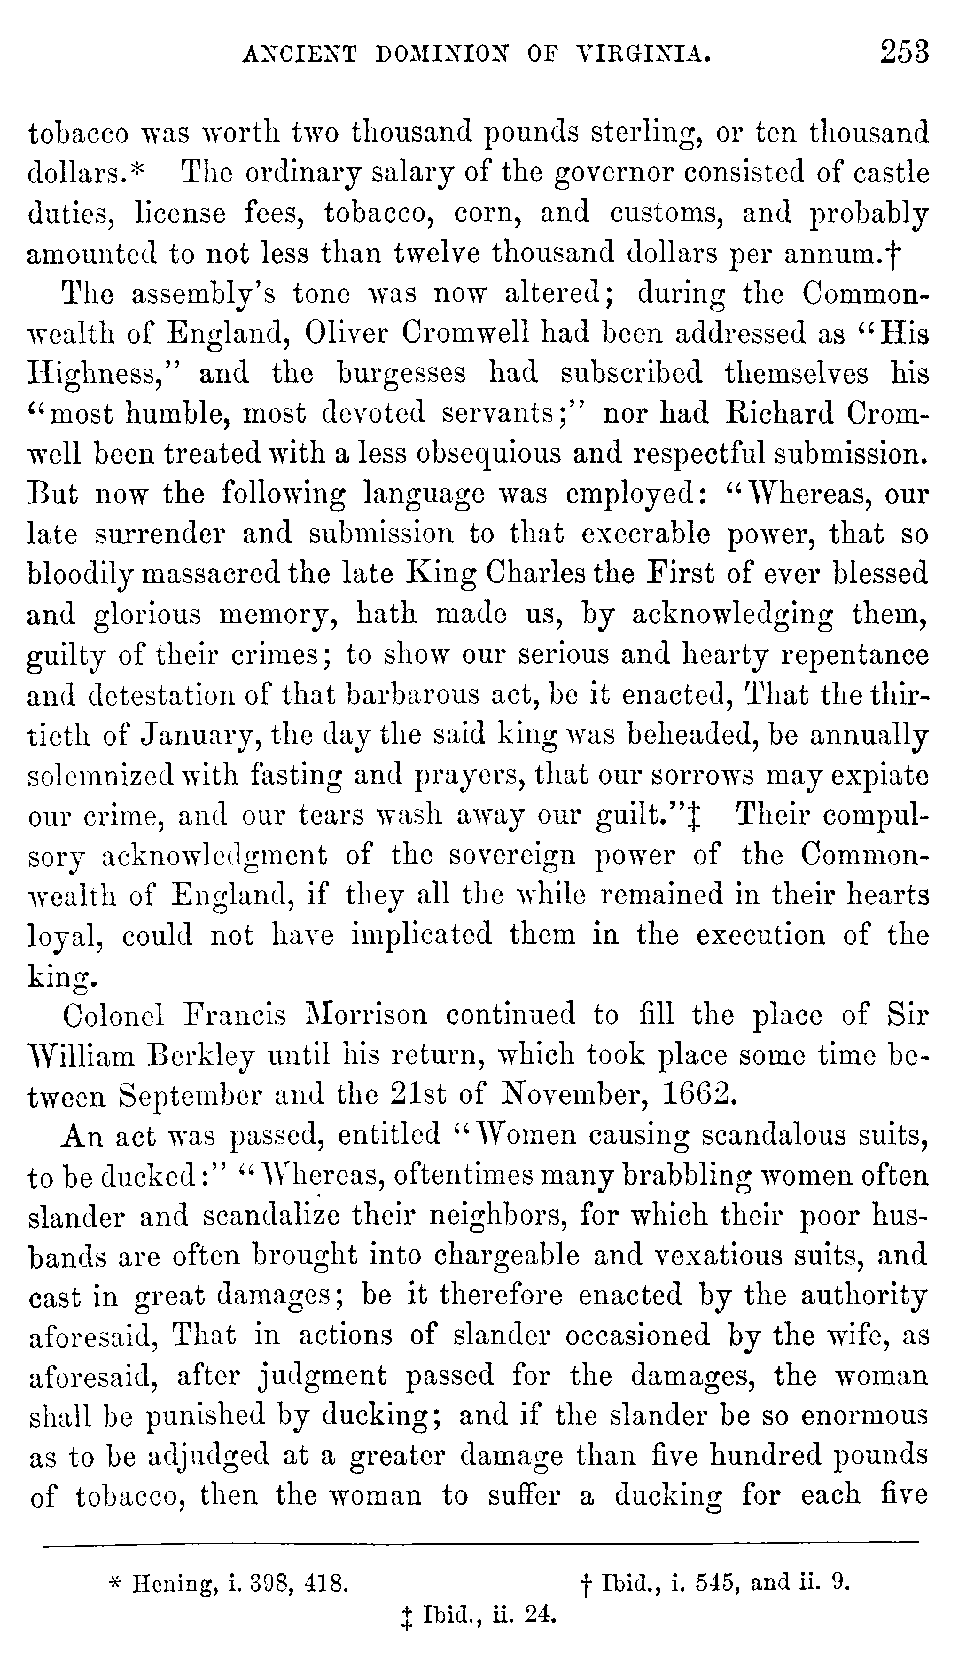 ANCIENT DOMINION OF VIRGINIA. 253
tobacco was worth two thousand pounds sterling, or ten thousand
dollars.* The ordinary salary of the governor consisted of castle
duties, license fees, tobacco, corn, and customs, and probably
amounted to not less than twelve thousand dollars per annum.†
The assembly's tone was now altered; during the Common-
wealth of England, Oliver Cromwell had been addressed as "His
Highness," and the burgesses had subscribed themselves his
"most humble, most devoted servants;" nor had Richard Crom-
well been treated with a less obsequious and respectful submission.
But now the following language was employed: "Whereas, our
late surrender and submission to that execrable power, that so
bloodily massacred the late King Charles the First of ever blessed
and glorious memory, hath made us, by acknowledging them,
guilty of their crimes; to show our serious and hearty repentance
and detestation of that barbarous act, be it enacted, That the thir-
tieth of January, the day the said king was beheaded, be annually
solemnized with fasting and prayers, that our sorrows may expiate
our crime, and our tears wash away our guilt."‡ Their compul-
sory acknowledgment of the sovereign power of the Common-
wealth of England, if they all the while remained in their hearts
loyal, could not have implicated them in the execution of the
king.
Colonel Francis Morrison continued to fill the place of Sir
William Berkley until his return, which took place some time be-
tween September and the 21st of November, 1662.
An act was passed, entitled "Women causing scandalous suits,
to be ducked:" "Whereas, oftentimes many brabbling women often
slander and scandalize their neighbors, for which their poor hus-
bands are often brought into chargeable and vexatious suits, and
cast in great damages; be it therefore enacted by the authority
aforesaid, That in actions of slander occasioned by the wife, as
aforesaid, after judgment passed for the damages, the woman
shall be punished by ducking; and if the slander be so enormous
as to be adjudged at a greater damage than five hundred pounds
of tobacco, then the woman to suffer a ducking for each five
* Hening, i. 398, 418. † Ibid., i. 545, and ii. 9.
‡ Ibid., ii. 24.